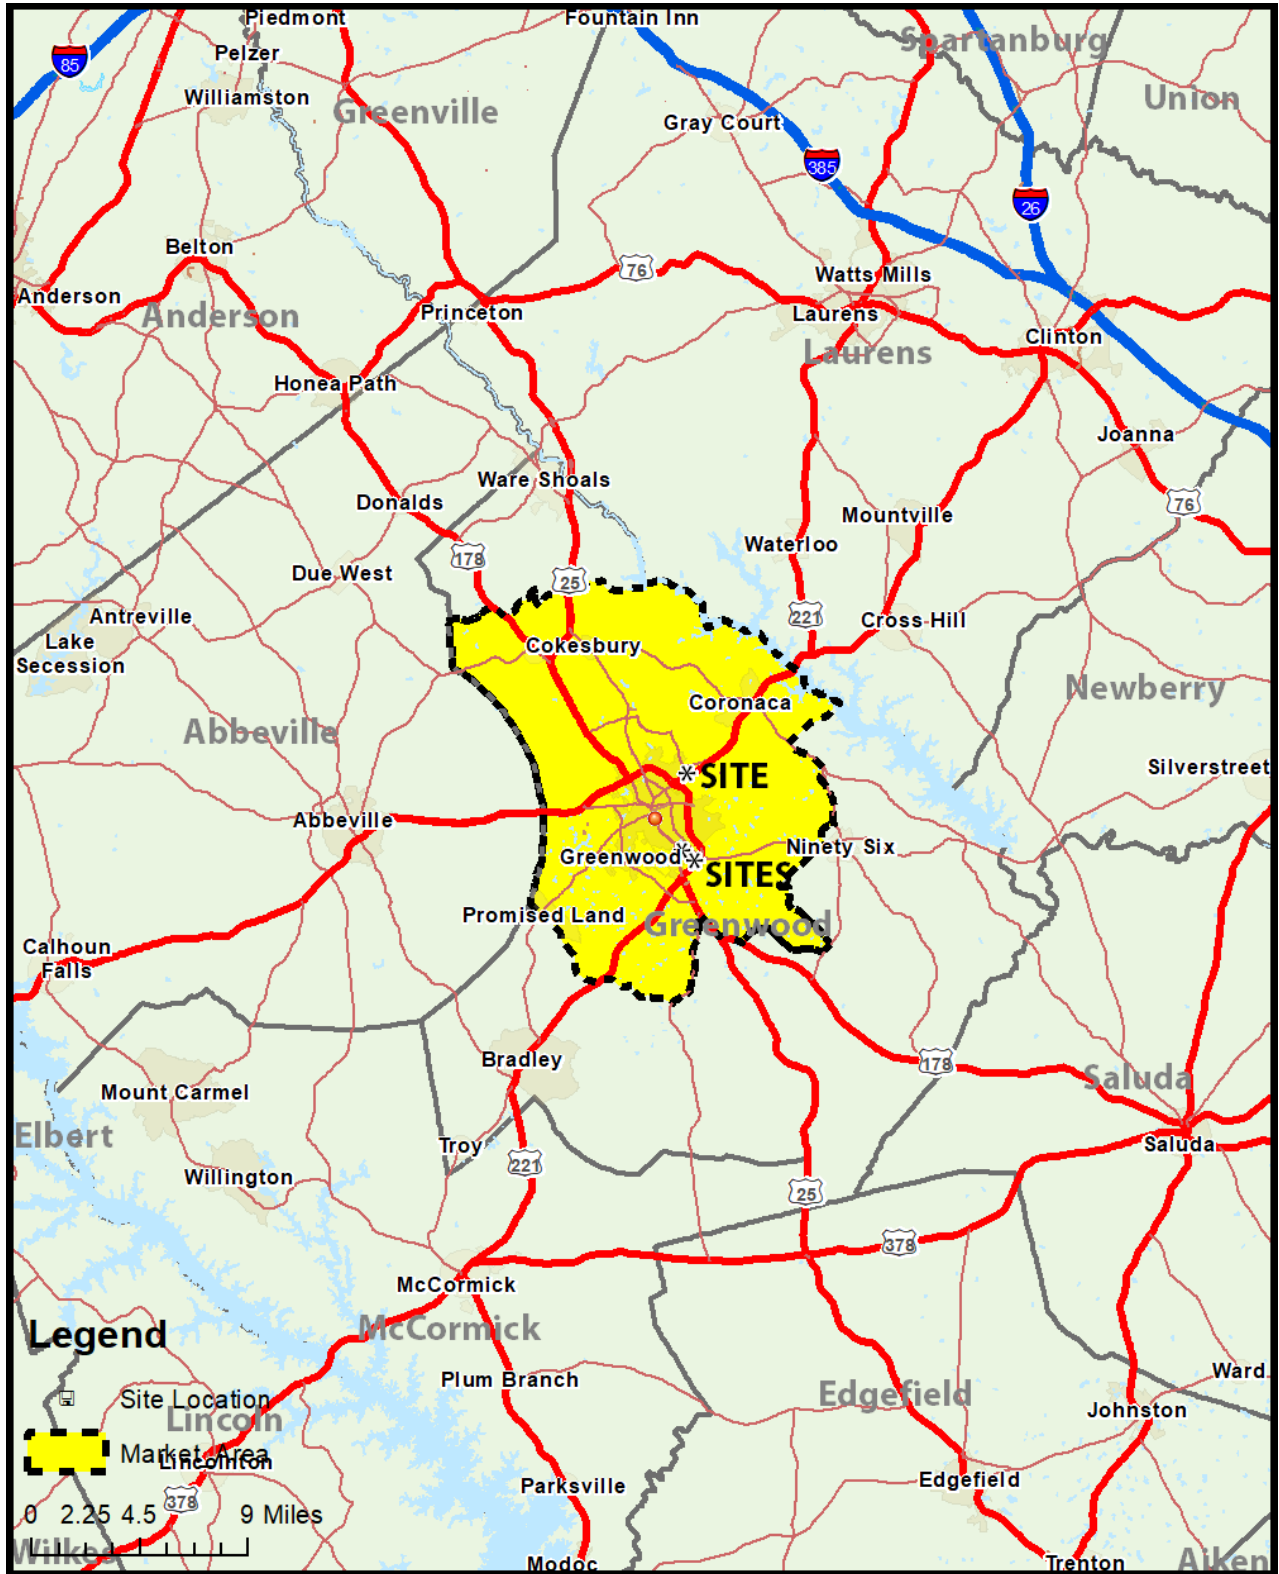 Piedmont
Fountain Inn
Spartanburg
85
Pelzer
Williamston
Greenville
Union
Gray Court
385
26
Belton
Anderson
Anderson
76
Watts Mills
Princeton
Laurens
Laurens
Clinton
Honea Path
Joanna
Ware Shoals
Donalds
76
Mountville
Waterloo
178
25
Due West
Antreville
221
Cross Hill
Lake
Secession
Cokesbury
Newberry
Coronaca
Abbeville
SITE
Silverstreet
Abbeville
Greenwood
Ninety Six
SITES
Promised Land
Greenwood
Calhoun
Falls
Bradley
178
Saluda
Mount Carmel
Elbert
Troy
Saluda
221
Willington
25
378
McCormick
McCormick
Legend
Plum Branch
Ward
Site Location
Edgefield
Johnston
Lincoln
Market Area
Lincolnton
Edgefield
Parksville
378
0 2.25 4.5 9 Miles
Wilkes
Modoc
Trenton
Aiken